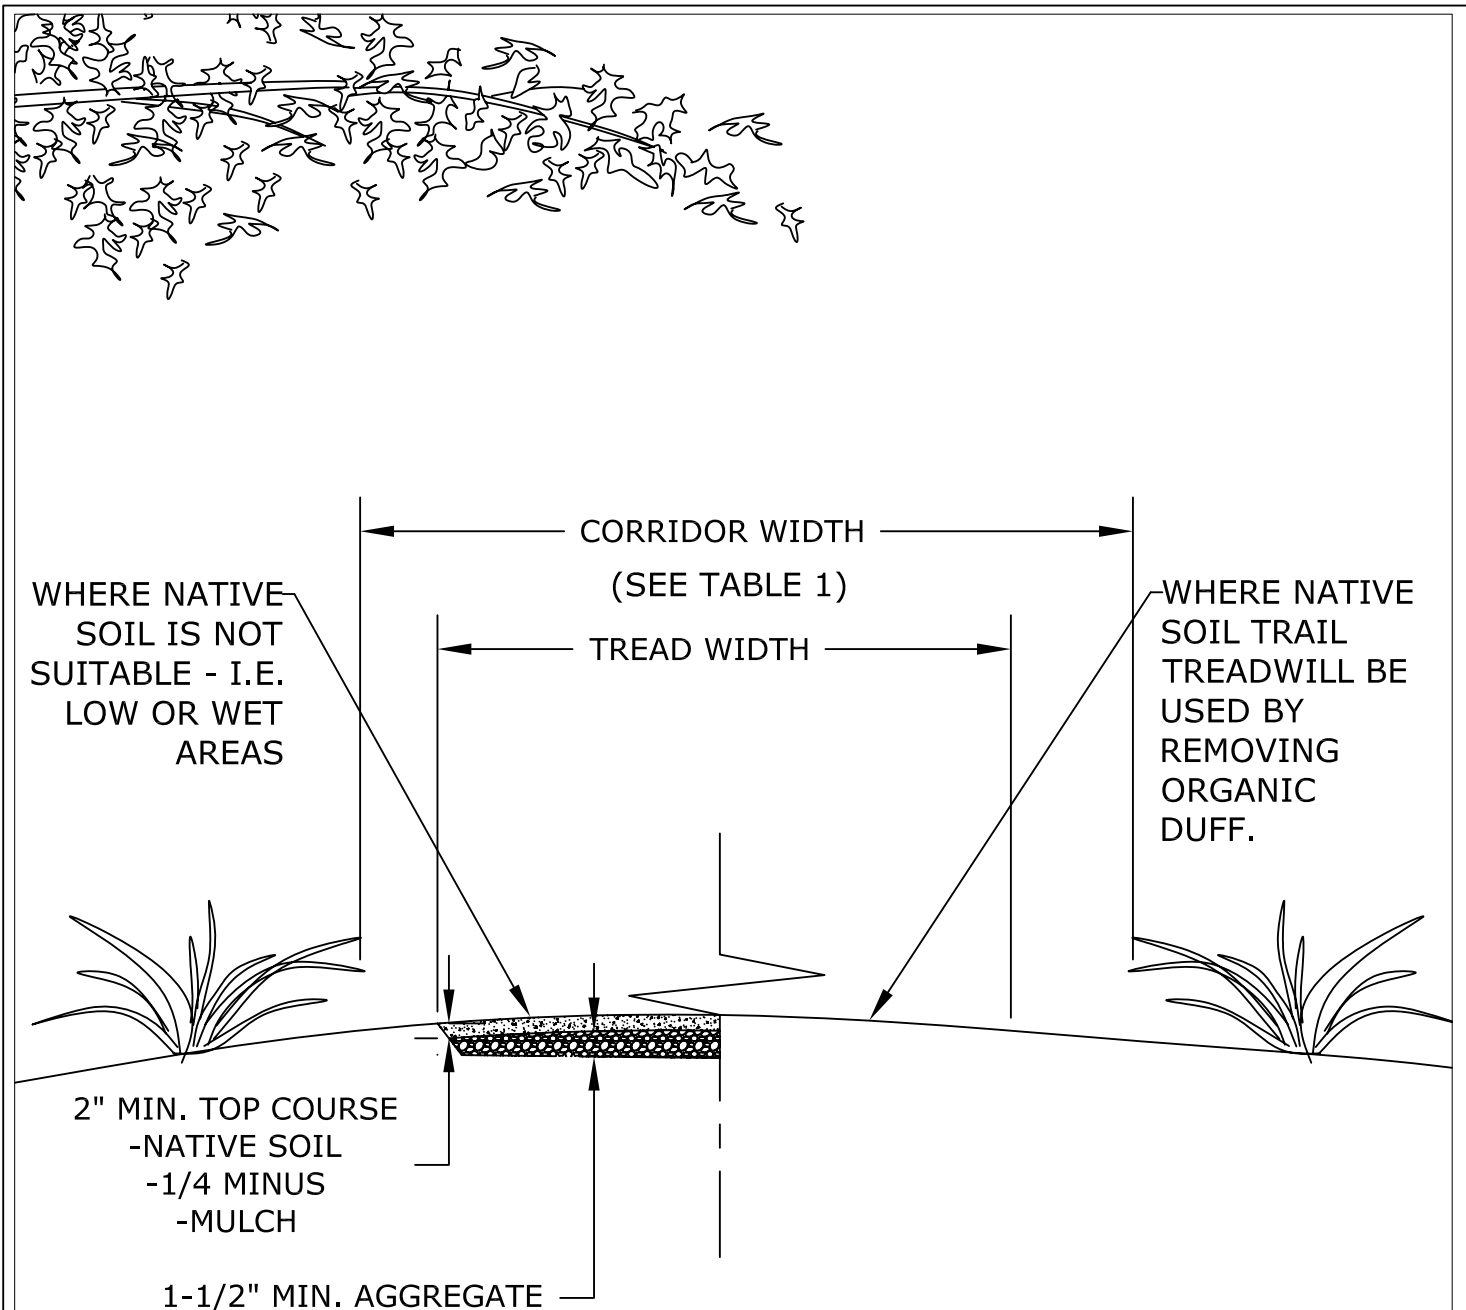 CORRIDOR WIDTH
(SEE TABLE 1)
TREAD WIDTH
WHERE NATIVE
SOIL IS NOT
SUITABLE - I.E.
LOW OR WET
AREAS
WHERE NATIVE
SOIL TRAIL
TREADWILL BE
USED BY
REMOVING
ORGANIC
DUFF.
2" MIN. TOP COURSE
-NATIVE SOIL
-1/4 MINUS
-MULCH
1-1/2" MIN. AGGREGATE